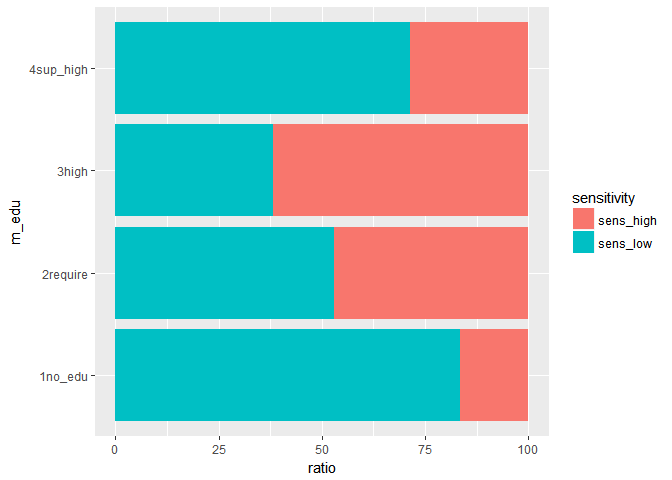 4sup_high
3high
2require
1no_edu
m_edu
0 25 50 75 100
ratio
sensitivity
sens_high
sens_low